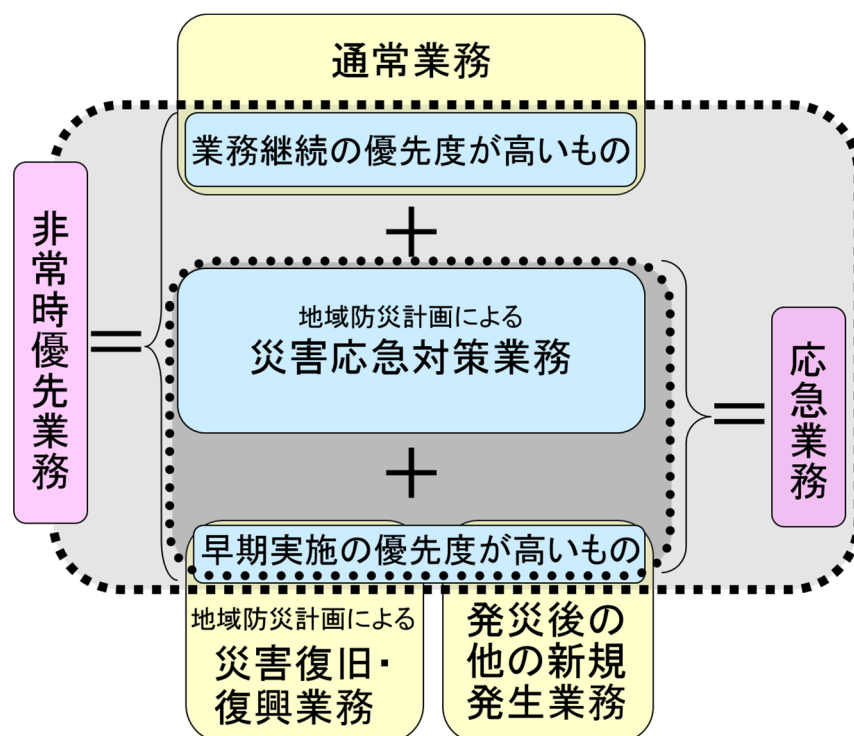 通常業務
業務継続の優先度が高いもの
＋
非常時優先業務
＝
地域防災計画による
災害応急対策業務
＝
応急業務
＋
早期実施の優先度が高いもの
地域防災計画による
災害復旧・
復興業務
発災後の
他の新規
発生業務